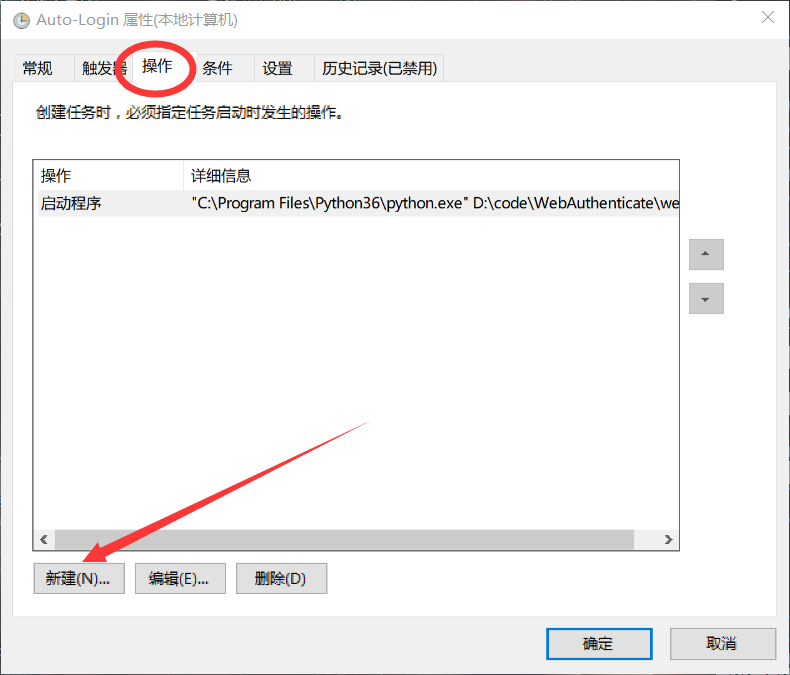 Auto-Login 属性(本地计算机)
常规 触发器 操作 条件 设置 历史记录(已禁用)
创建任务时，必须指定任务启动时发生的操作。
操作 详细信息
启动程序 "C:\Program Files\Python36\python.exe" D:\code\WebAuthenticate\we
新建(N)... 编辑(E)... 删除(D)
确定 取消